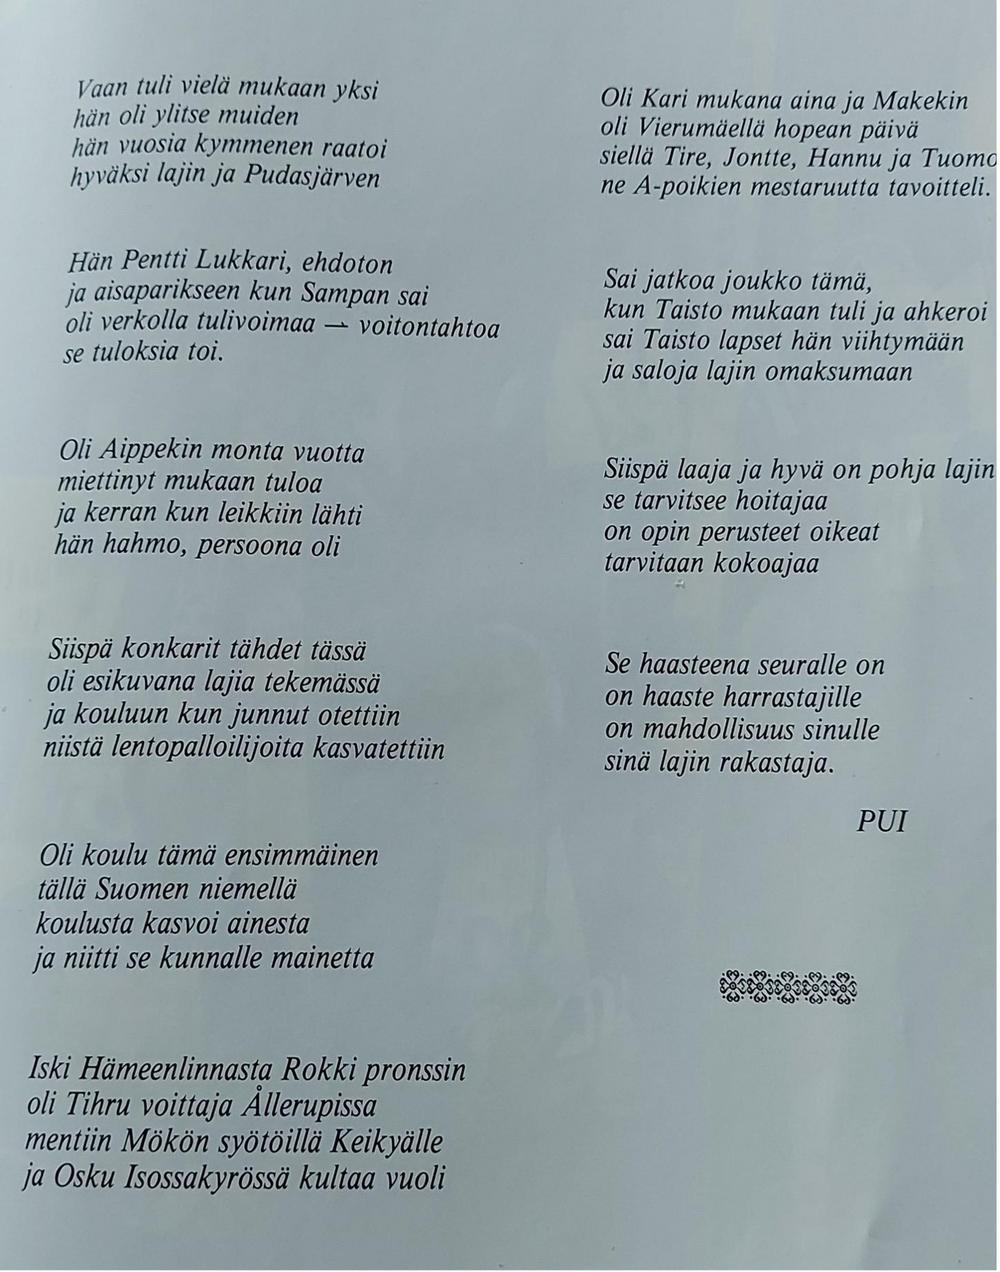 Vaan tuli vielä mukaan yksi
hän oli ylitse muiden
hän vuosia kymmenen raatoi
hyväksi lajin ja Pudasjärven
Hän Pentti Lukkari, ehdoton
ja aisaparikseen kun Sampan sai
oli verkolla tulivoimaa — voitontahtoa
se tuloksia toi.
Oli Aippekin monta vuotta
miettinyt mukaan tuloa
ja kerran kun leikkiin lähti
hän hahmo, persoona oli
Siispä konkarit tähdet tässä
oli esikuvana lajia tekemässä
ja kouluun kun junnut otettiin
niistä lentopalloilijoita kasvatettiin
Oli koulu tämä ensimmäinen
tällä Suomen niemellä
koulusta kasvoi ainesta
ja niitti se kunnalle mainetta
Iski Hämeenlinnasta Rokki pronssin
oli Tihru voittaja Ållerupissa
mentiin Mökön syötöillä Keikyälle
ja Osku Isossakyrössä kultaa vuoli
Oli Kari mukana aina ja Makekin
oli Vierumäellä hopean päivä
siellä Tire, Jontte, Hannu ja Tuomo
ne A-poikien mestaruutta tavoitteli.
Sai jatkoa joukko tämä,
kun Taisto mukaan tuli ja ahkeroi
sai Taisto lapset hän viihtymään
ja saloja lajin omaksumaan
Siispä laaja ja hyvä on pohja lajin
se tarvitsee hoitajaa
on opin perusteet oikeat
tarvitaan kokoajaa
Se haasteena seuralle on
on haaste harrastajille
on mahdollisuus sinulle
sinä lajin rakastaja.
PUI